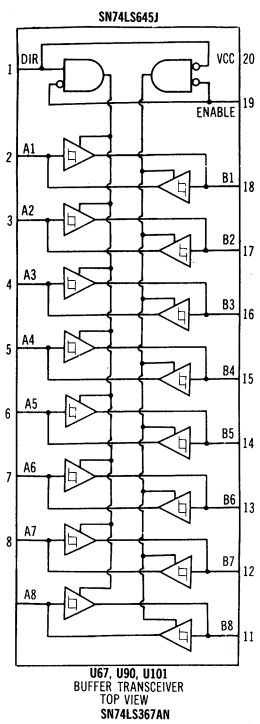 SN74LS645J
DIR VCC 20
1
19
ENABLE
A1
2
B1
18
A2
3
B2
17
A3
4
B3
16
A4
5
B4
15
A5
6
B5
14
A6
7
B6
13
A7
8
B7
12
A8
B8
11
U67, U90, U101
BUFFER TRANSCEIVER
TOP VIEW
SN74LS367AN